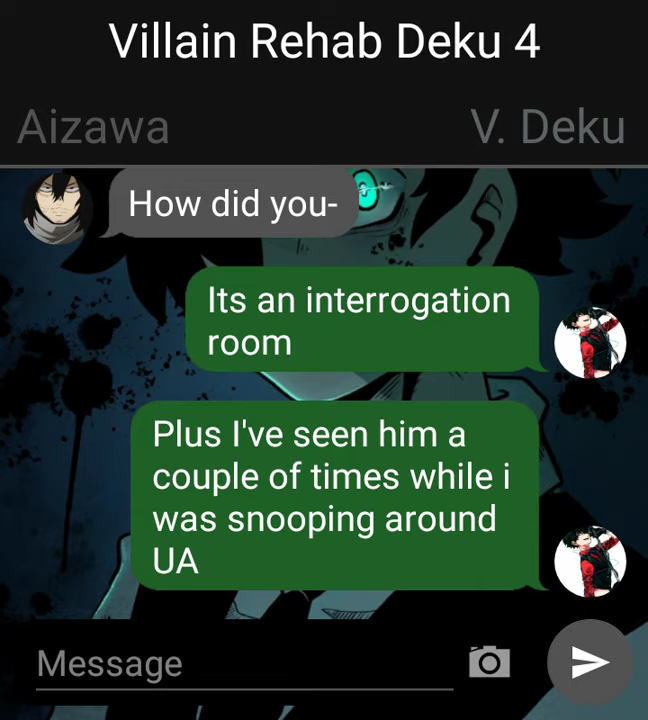 Villain Rehab Deku 4
Aizawa V. Deku
How did you-
Its an interrogation
room
Plus I've seen him a
couple of times while i
was snooping around
UA
Message